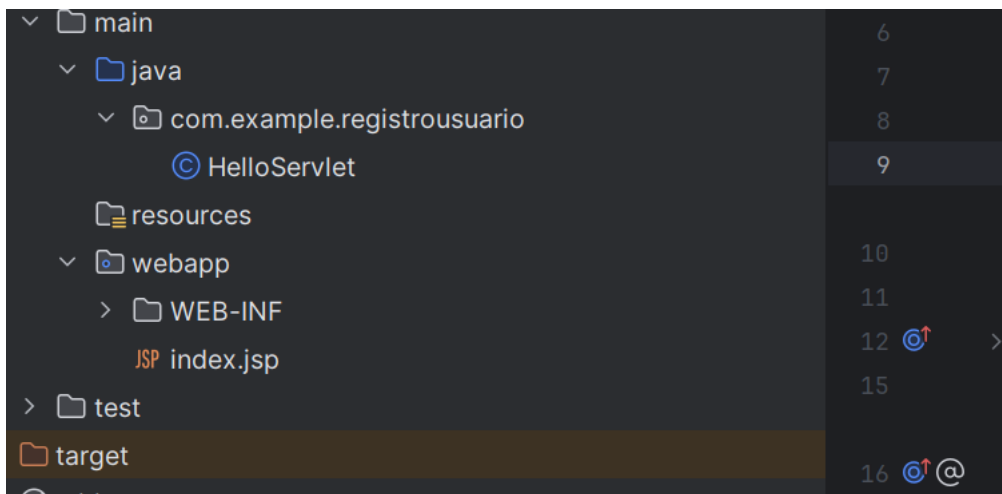 main
6
java
7
com.example.registrousuario
8
HelloServlet
9
resources
webapp
10
WEB-INF
11
JSP index.jsp
12
test
15
target
16